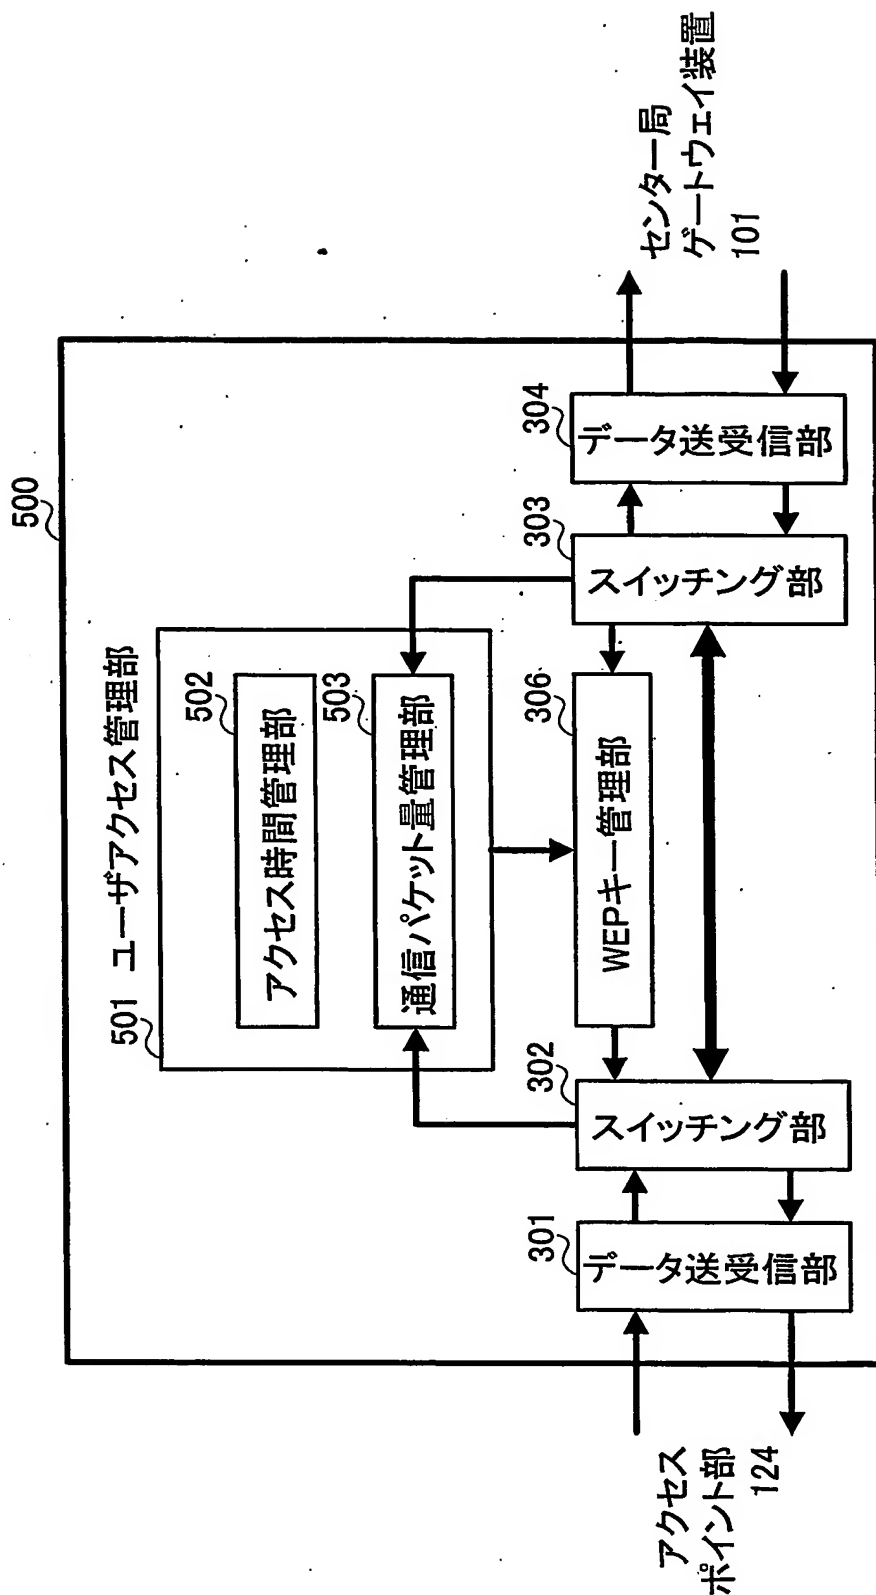 500
501 ユーザアクセス管理部
502
アクセス時間管理部
503
通信パケット量管理部
アクセス
ポイント部
124
301
データ送受信部
302
スイッチング部
306
WEPキー管理部
303
スイッチング部
304
データ送受信部
センター局
ゲートウェイ装置
101